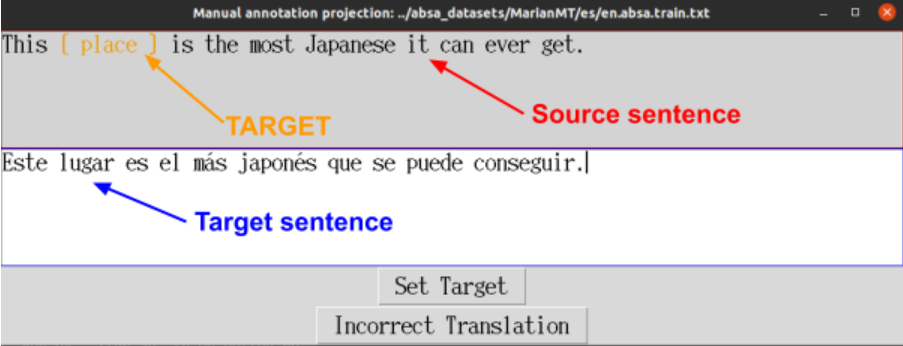 Manual annotation projection: ../absa_datasets/MarianMT/es/en.absa.train.txt
This [ place ] is the most Japanese it can ever get.
TARGET
Source sentence
Este lugar es el más japonés que se puede conseguir.
Target sentence
Set Target
Incorrect Translation